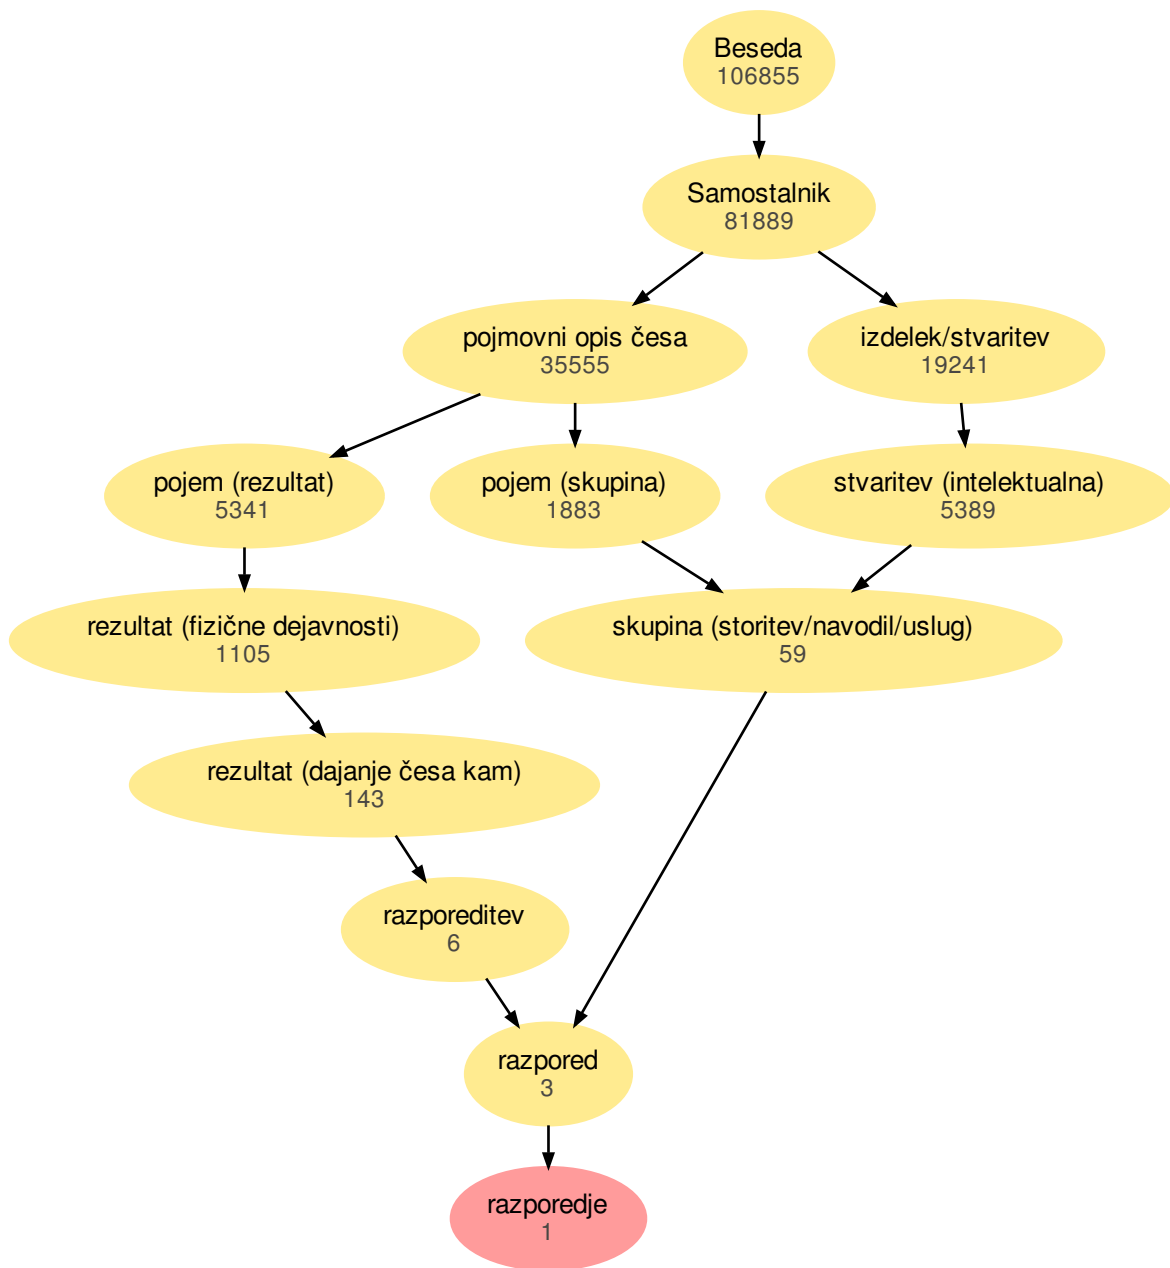 Beseda
106855
Samostalnik
81889
pojmovni opis česa
35555
izdelek/stvaritev
19241
pojem (rezultat)
5341
pojem (skupina)
1883
stvaritev (intelektualna)
5389
rezultat (fizične dejavnosti)
1105
skupina (storitev/navodil/uslug)
59
rezultat (dajanje česa kam)
143
razporeditev
6
razpored
3
razporedje
1